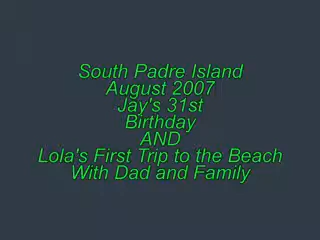 South Padre Island
August 2007
Jay's 31st
Birthday
AND
Lola's First Trip to the Beach
With Dad and Family